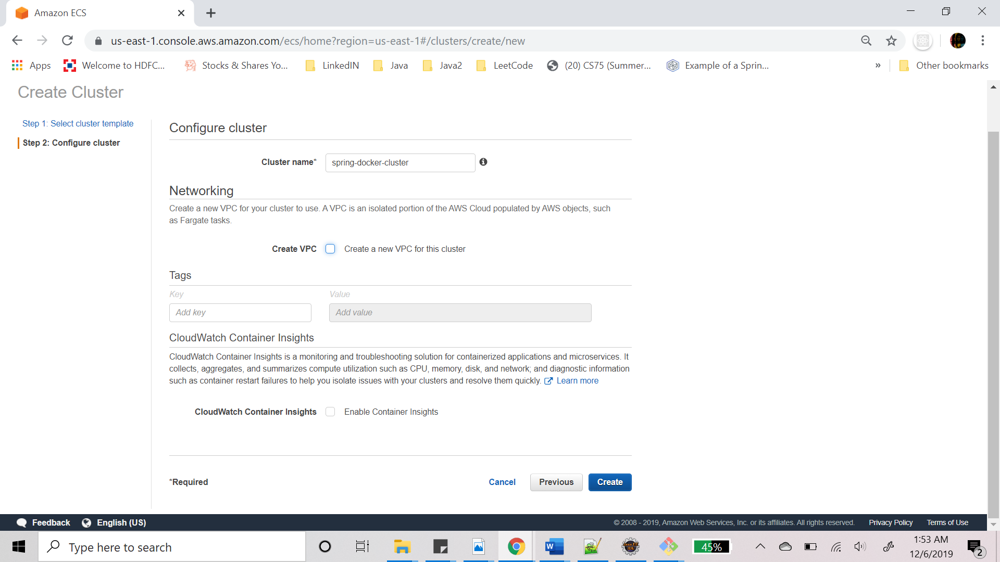 Amazon ECS
us-east-1.console.aws.amazon.com/ecs/home?region=us-east-1#/clusters/create/new
Apps Welcome to HDFC... Stocks & Shares Yo... LinkedIN Java Java2 LeetCode (20) CS75 (Summer... Example of a Sprin... » Other bookmarks
Create Cluster
Step 1: Select cluster template
Step 2: Configure cluster
Configure cluster
Cluster name* spring-docker-cluster
Networking
Create a new VPC for your cluster to use. A VPC is an isolated portion of the AWS Cloud populated by AWS objects, such
as Fargate tasks.
Create VPC Create a new VPC for this cluster
Tags
Key Value
Add key Add value
CloudWatch Container Insights
CloudWatch Container Insights is a monitoring and troubleshooting solution for containerized applications and microservices. It
collects, aggregates, and summarizes compute utilization such as CPU, memory, disk, and network; and diagnostic information
such as container restart failures to help you isolate issues with your clusters and resolve them quickly. Learn more
CloudWatch Container Insights Enable Container Insights
*Required Cancel Previous Create
Feedback English (US) © 2008 - 2019, Amazon Web Services, Inc. or its affiliates. All rights reserved. Privacy Policy Terms of Use
Type here to search 45% 1:53 AM
12/6/2019 2